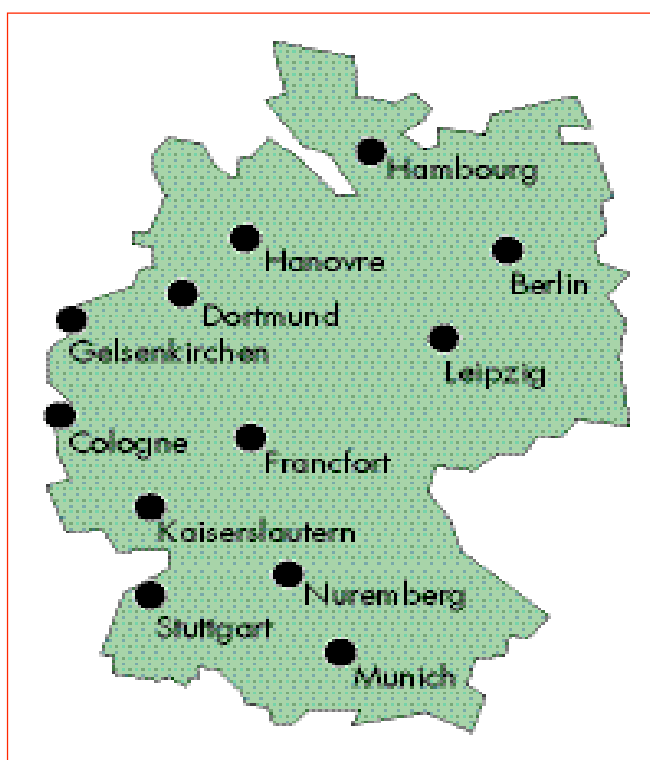 Hambourg
Hanovre
Berlin
Dortmund
Gelsenkirchen
Leipzig
Cologne
Francfort
Kaiserslautern
Nuremberg
Stuttgart
Munich